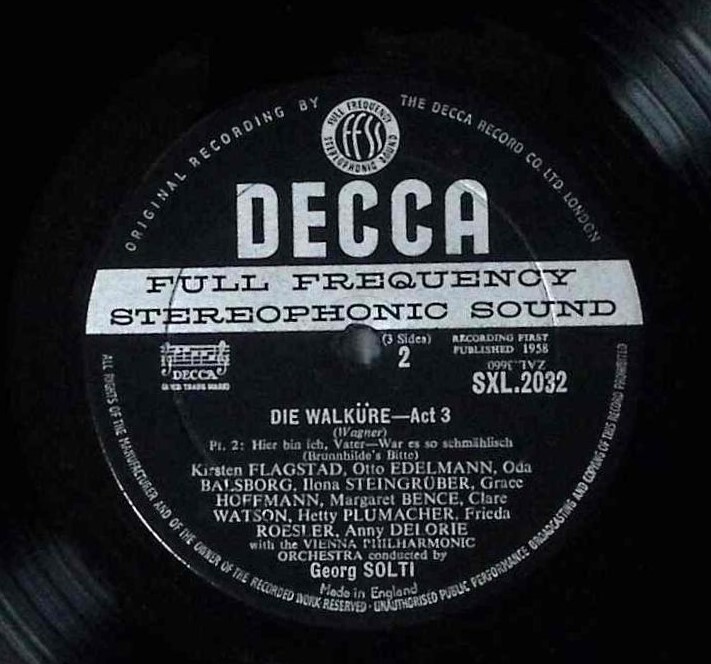 ORIGINAL RECORDING BY
THE DECCA RECORD CO. LTD. LONDON
FULL FREQUENCY
FFSS
STEREOPHONIC SOUND
DECCA
FULL FREQUENCY
STEREOPHONIC SOUND
DECCA
(3 Sides)
2
RECORDING FIRST
PUBLISHED 1958
SXL.2032
DIE WALKÜRE—Act 3
(Wagner)
Pt. 2: Hier bin ich, Vater—War es so schmählisch
(Brunnhilde's Bitte)
Kirsten FLAGSTAD, Otto EDELMANN, Oda
BALSBORG, Ilona STEINGRÜBER, Grace
HOFFMANN, Margaret BENCE, Clare
WATSON, Hetty PLUMACHER, Frieda
ROESLER, Anny DELORIE
with the VIENNA PHILHARMONIC
ORCHESTRA conducted by
Georg SOLTI
Made in England
ALL RIGHTS OF THE MANUFACTURER AND OF THE OWNER OF THE RECORDED WORK RESERVED · UNAUTHORISED PUBLIC PERFORMANCE BROADCASTING AND COPYING OF THIS RECORD PROHIBITED